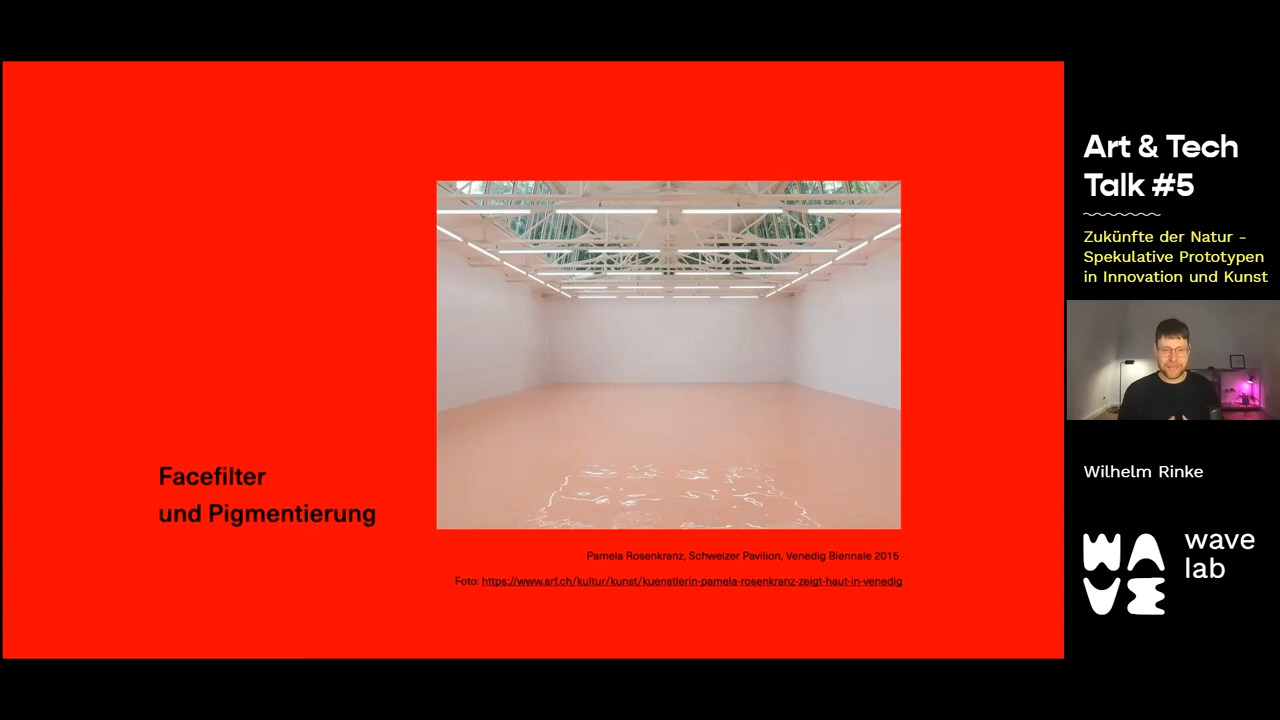 Facefilter
und Pigmentierung
Pamela Rosenkranz, Schweizer Pavilion, Venedig Biennale 2015
Foto: https://www.srf.ch/kultur/kunst/kuenstlerin-pamela-rosenkranz-zeigt-haut-in-venedig
Art & Tech
Talk #5
Zukünfte der Natur –
Spekulative Prototypen
in Innovation und Kunst
Wilhelm Rinke
WAVE
wave
lab